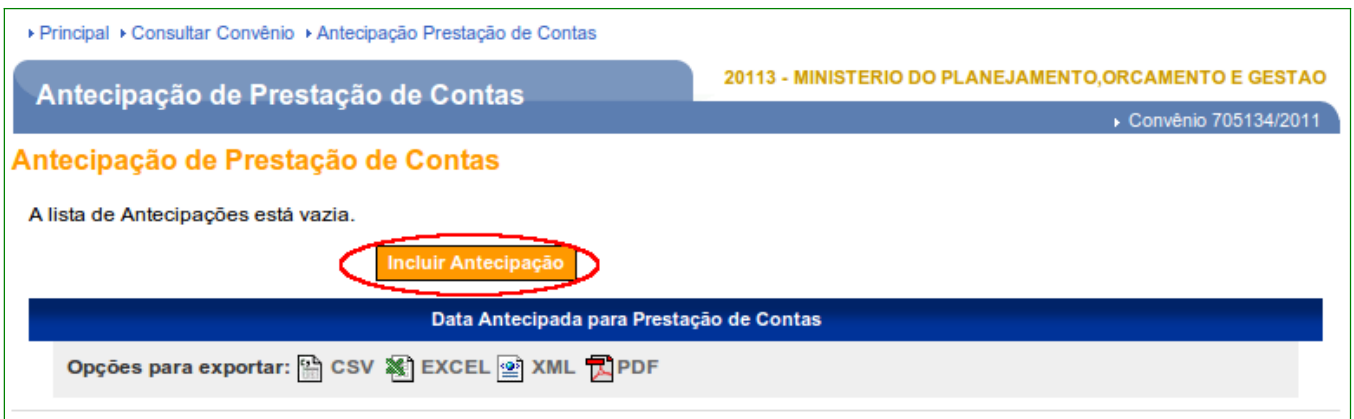 Principal Consultar Convênio Antecipação Prestação de Contas
20113 - MINISTERIO DO PLANEJAMENTO,ORCAMENTO E GESTAO
Antecipação de Prestação de Contas
Convênio 705134/2011
Antecipação de Prestação de Contas
A lista de Antecipações está vazia.
Incluir Antecipação
Data Antecipada para Prestação de Contas
Opções para exportar: CSV EXCEL XML PDF